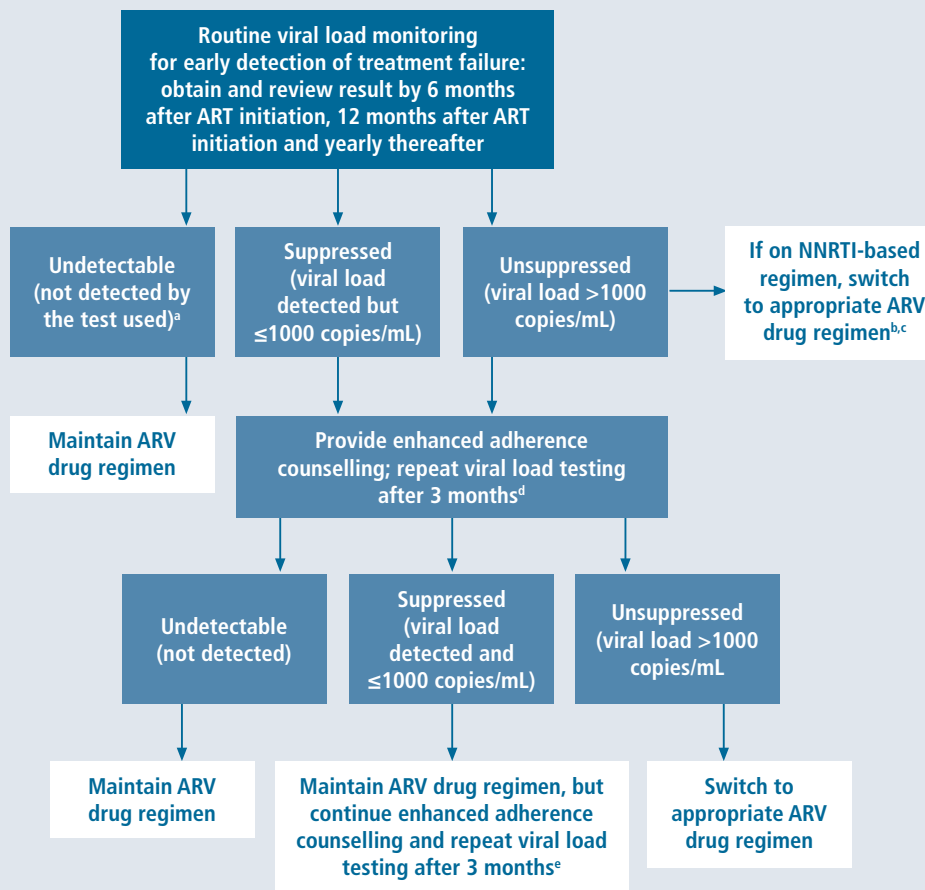 Routine viral load monitoring
for early detection of treatment failure:
obtain and review result by 6 months
after ART initiation, 12 months after ART
initiation and yearly thereafter
Undetectable
(not detected by
the test used)ᵃ
Suppressed
(viral load
detected but
≤1000 copies/mL)
Unsuppressed
(viral load >1000
copies/mL)
If on NNRTI-based
regimen, switch
to appropriate ARV
drug regimenᵇ,ᶜ
Maintain ARV
drug regimen
Provide enhanced adherence
counselling; repeat viral load testing
after 3 monthsᵈ
Undetectable
(not detected)
Suppressed
(viral load
detected and
≤1000 copies/mL)
Unsuppressed
(viral load >1000
copies/mL
Maintain ARV
drug regimen
Maintain ARV drug regimen, but
continue enhanced adherence
counselling and repeat viral load
testing after 3 monthsᵉ
Switch to
appropriate ARV
drug regimen